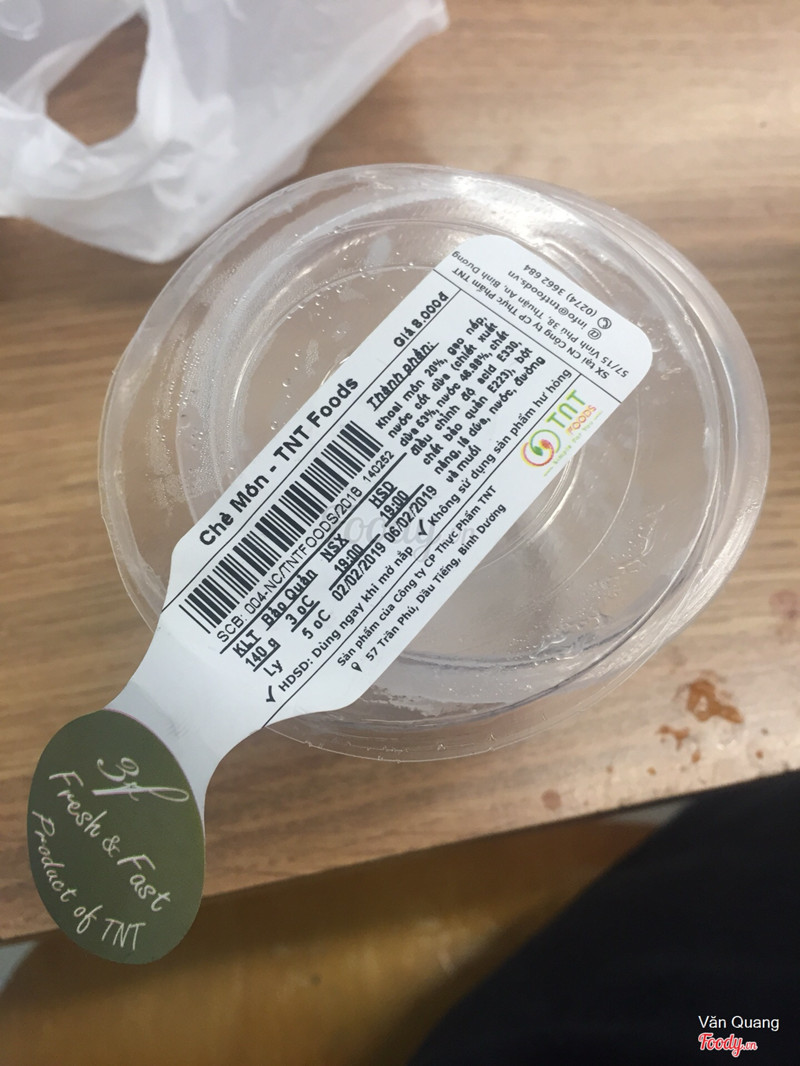 Chè Món - TNT Foods
Giá 8.000đ
SCB: 004-NC/TNTFOODS/2018 140252
KLT Bảo Quản NSX HSD
140 g 3 oC 19:00 19:00
Ly 5 oC 02/02/2019 06/02/2019
Thành phần:
Khoai môn 20%, gạo nếp,
nước cốt dừa (chiết xuất
dừa 53%, nước 46.98%, chất
điều chỉnh độ acid E330,
chất bảo quản E223), bột
năng, lá dừa, nước, đường
và muối
✓ HDSD: Dùng ngay khi mở nắp ✓ Không sử dụng sản phẩm hư hỏng
Sản phẩm của Công ty CP Thực Phẩm TNT
57 Trần Phú, Dầu Tiếng, Bình Dương
SX tại CN Công ty CP Thực Phẩm TNT
57/15 Vĩnh Phú 38, Thuận An, Bình Dương
@ info@tntfoods.vn
(0274) 3662 684
TNT
FOODS
3f
Fresh & Fast
Product of TNT
Foody.vn
Văn Quang
Foody.vn